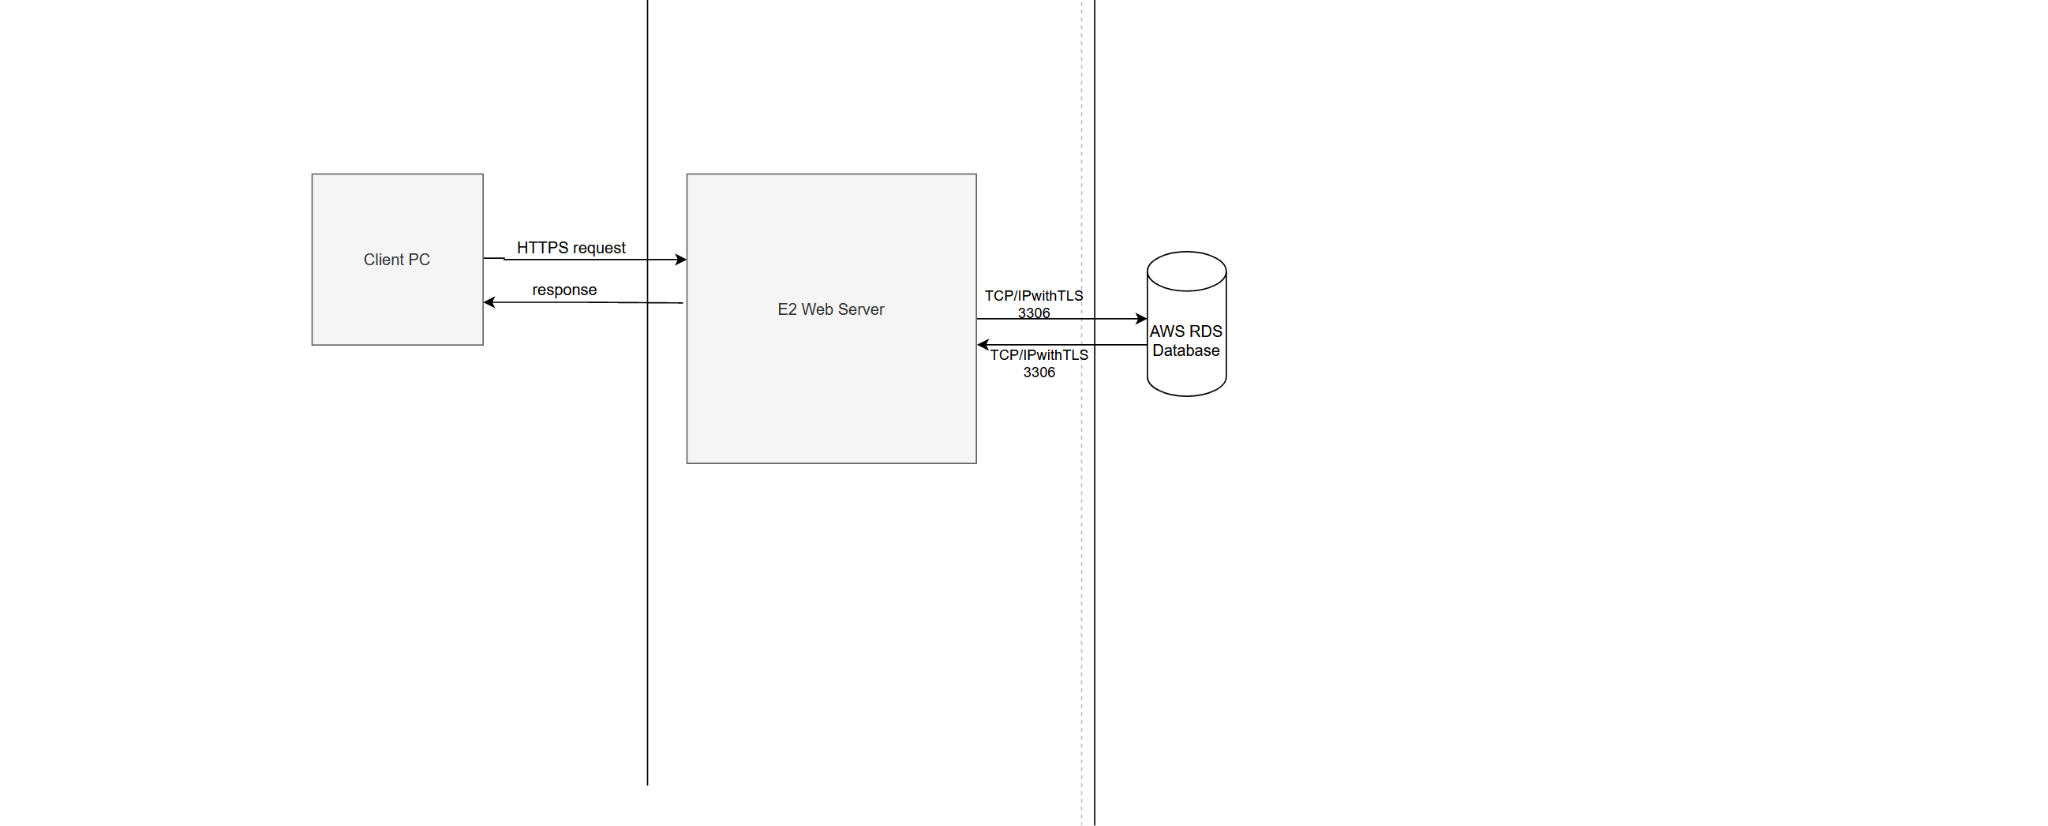 Client PC
HTTPS request
response
E2 Web Server
TCP/IPwithTLS
3306
TCP/IPwithTLS
3306
AWS RDS
Database